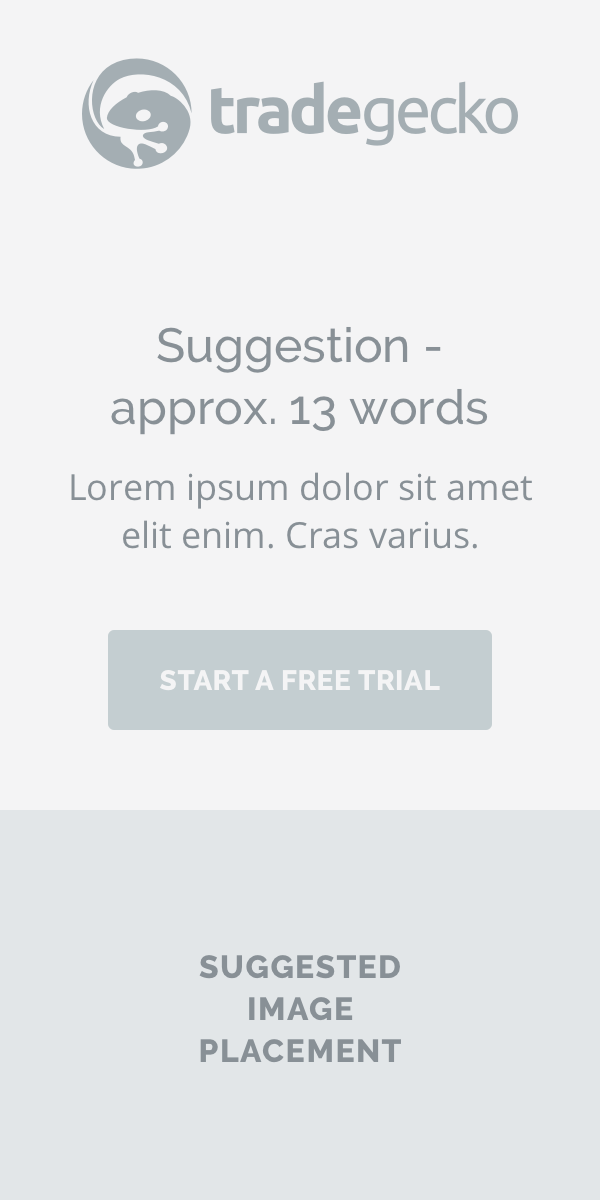 tradegecko
Suggestion -
approx. 13 words
Lorem ipsum dolor sit amet
elit enim. Cras varius.
START A FREE TRIAL
SUGGESTED
IMAGE
PLACEMENT